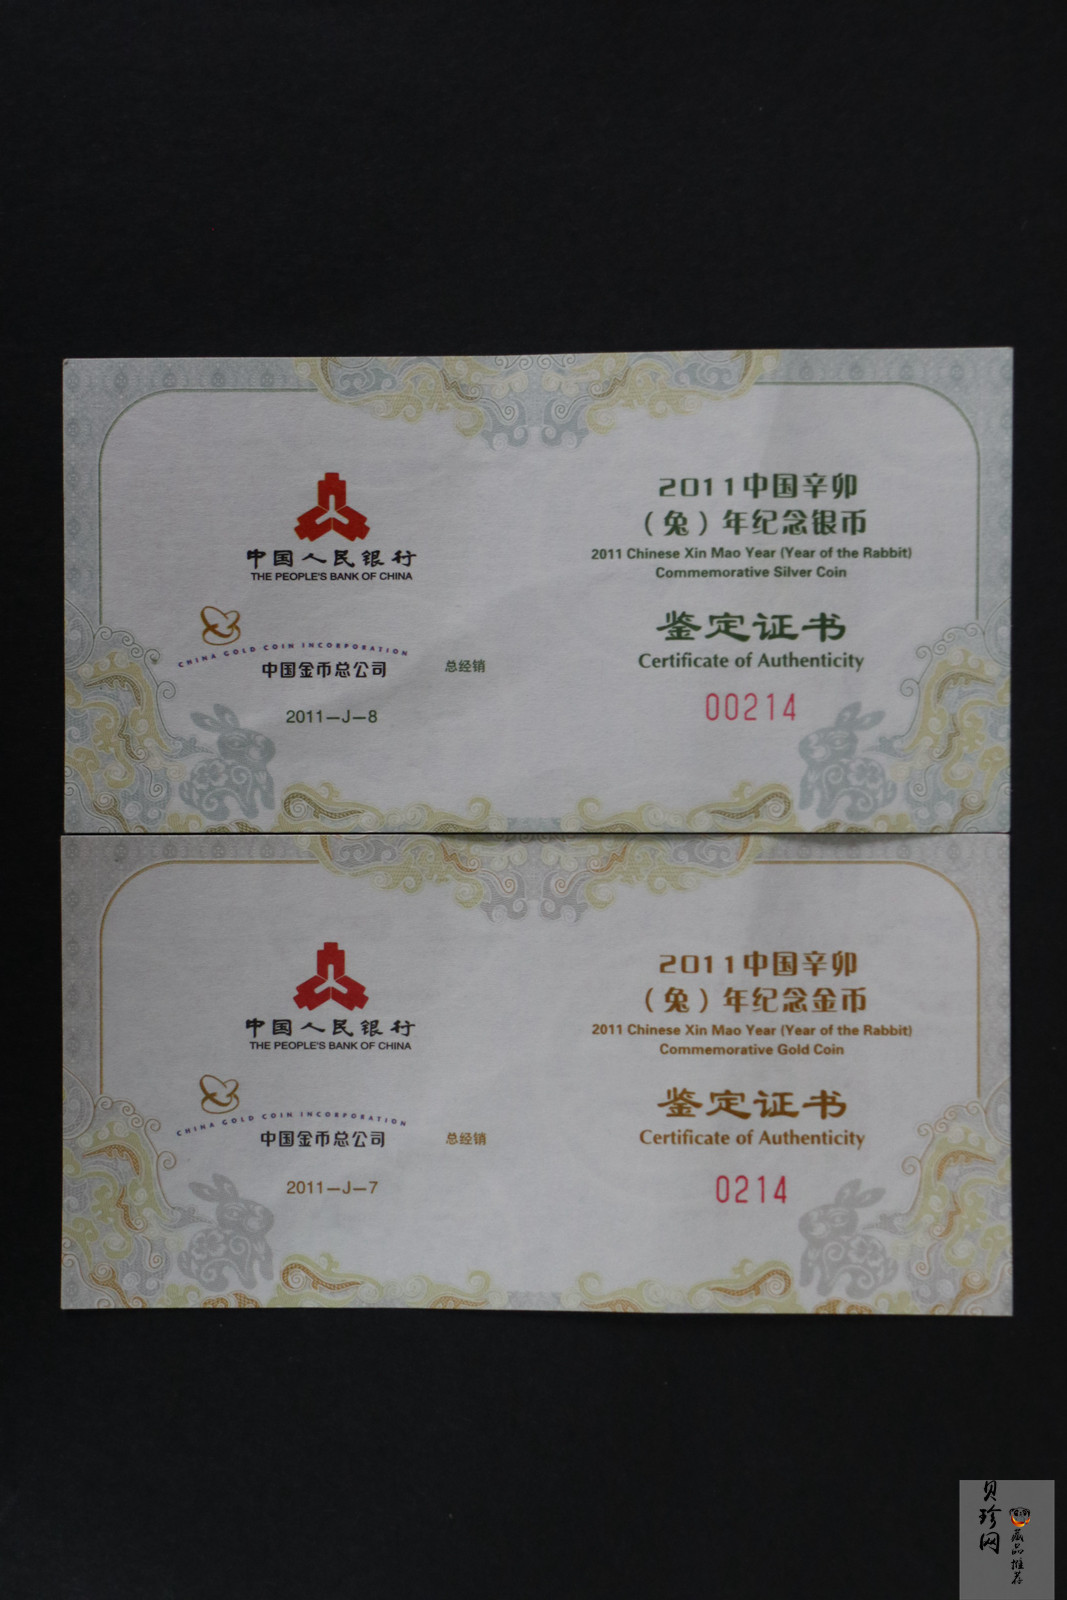 中国人民银行
THE PEOPLE'S BANK OF CHINA
CHINA GOLD COIN INCORPORATION
中国金币总公司 总经销
2011—J—8
2011中国辛卯
（兔）年纪念银币
2011 Chinese Xin Mao Year (Year of the Rabbit)
Commemorative Silver Coin
鉴定证书
Certificate of Authenticity
00214
中国人民银行
THE PEOPLE'S BANK OF CHINA
CHINA GOLD COIN INCORPORATION
中国金币总公司 总经销
2011—J—7
2011中国辛卯
（兔）年纪念金币
2011 Chinese Xin Mao Year (Year of the Rabbit)
Commemorative Gold Coin
鉴定证书
Certificate of Authenticity
0214
贝珍网
藏品推荐